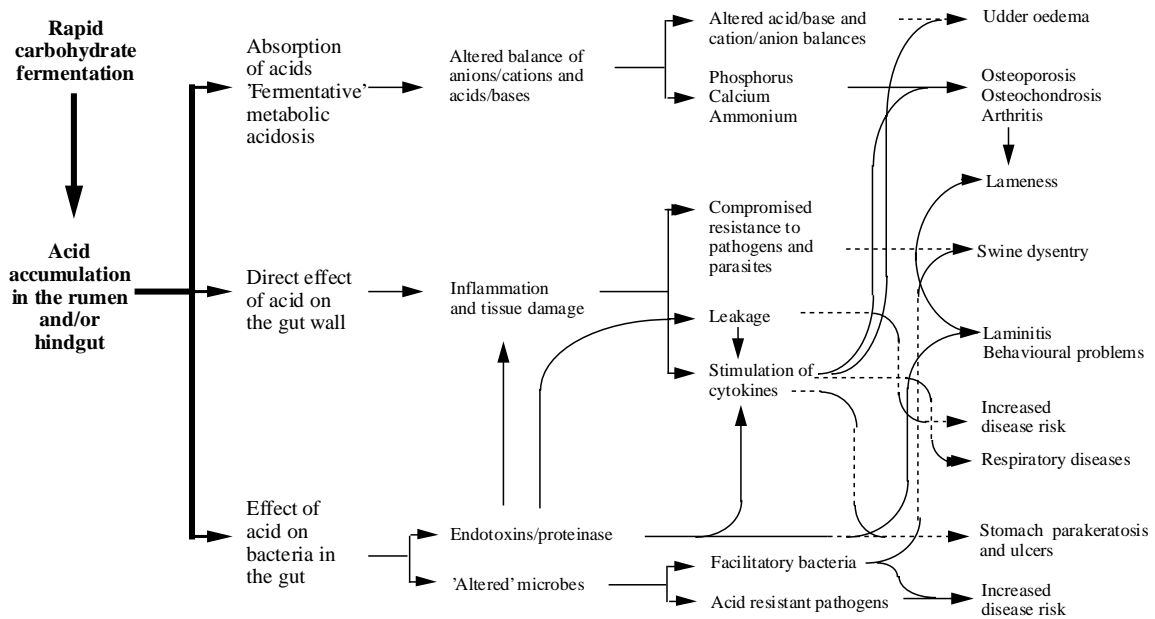 Rapid
carbohydrate
fermentation
Acid
accumulation
in the rumen
and/or
hindgut
Absorption
of acids
'Fermentative'
metabolic
acidosis
Direct effect
of acid on
the gut wall
Effect of
acid on
bacteria in
the gut
Altered balance of
anions/cations and
acids/bases
Inflammation
and tissue damage
Endotoxins/proteinase
'Altered' microbes
Altered acid/base and
cation/anion balances
Phosphorus
Calcium
Ammonium
Compromised
resistance to
pathogens and
parasites
Leakage
Stimulation of
cytokines
Facilitatory bacteria
Acid resistant pathogens
Udder oedema
Osteoporosis
Osteochondrosis
Arthritis
Lameness
Swine dysentry
Laminitis
Behavioural problems
Increased
disease risk
Respiratory diseases
Stomach parakeratosis
and ulcers
Increased
disease risk